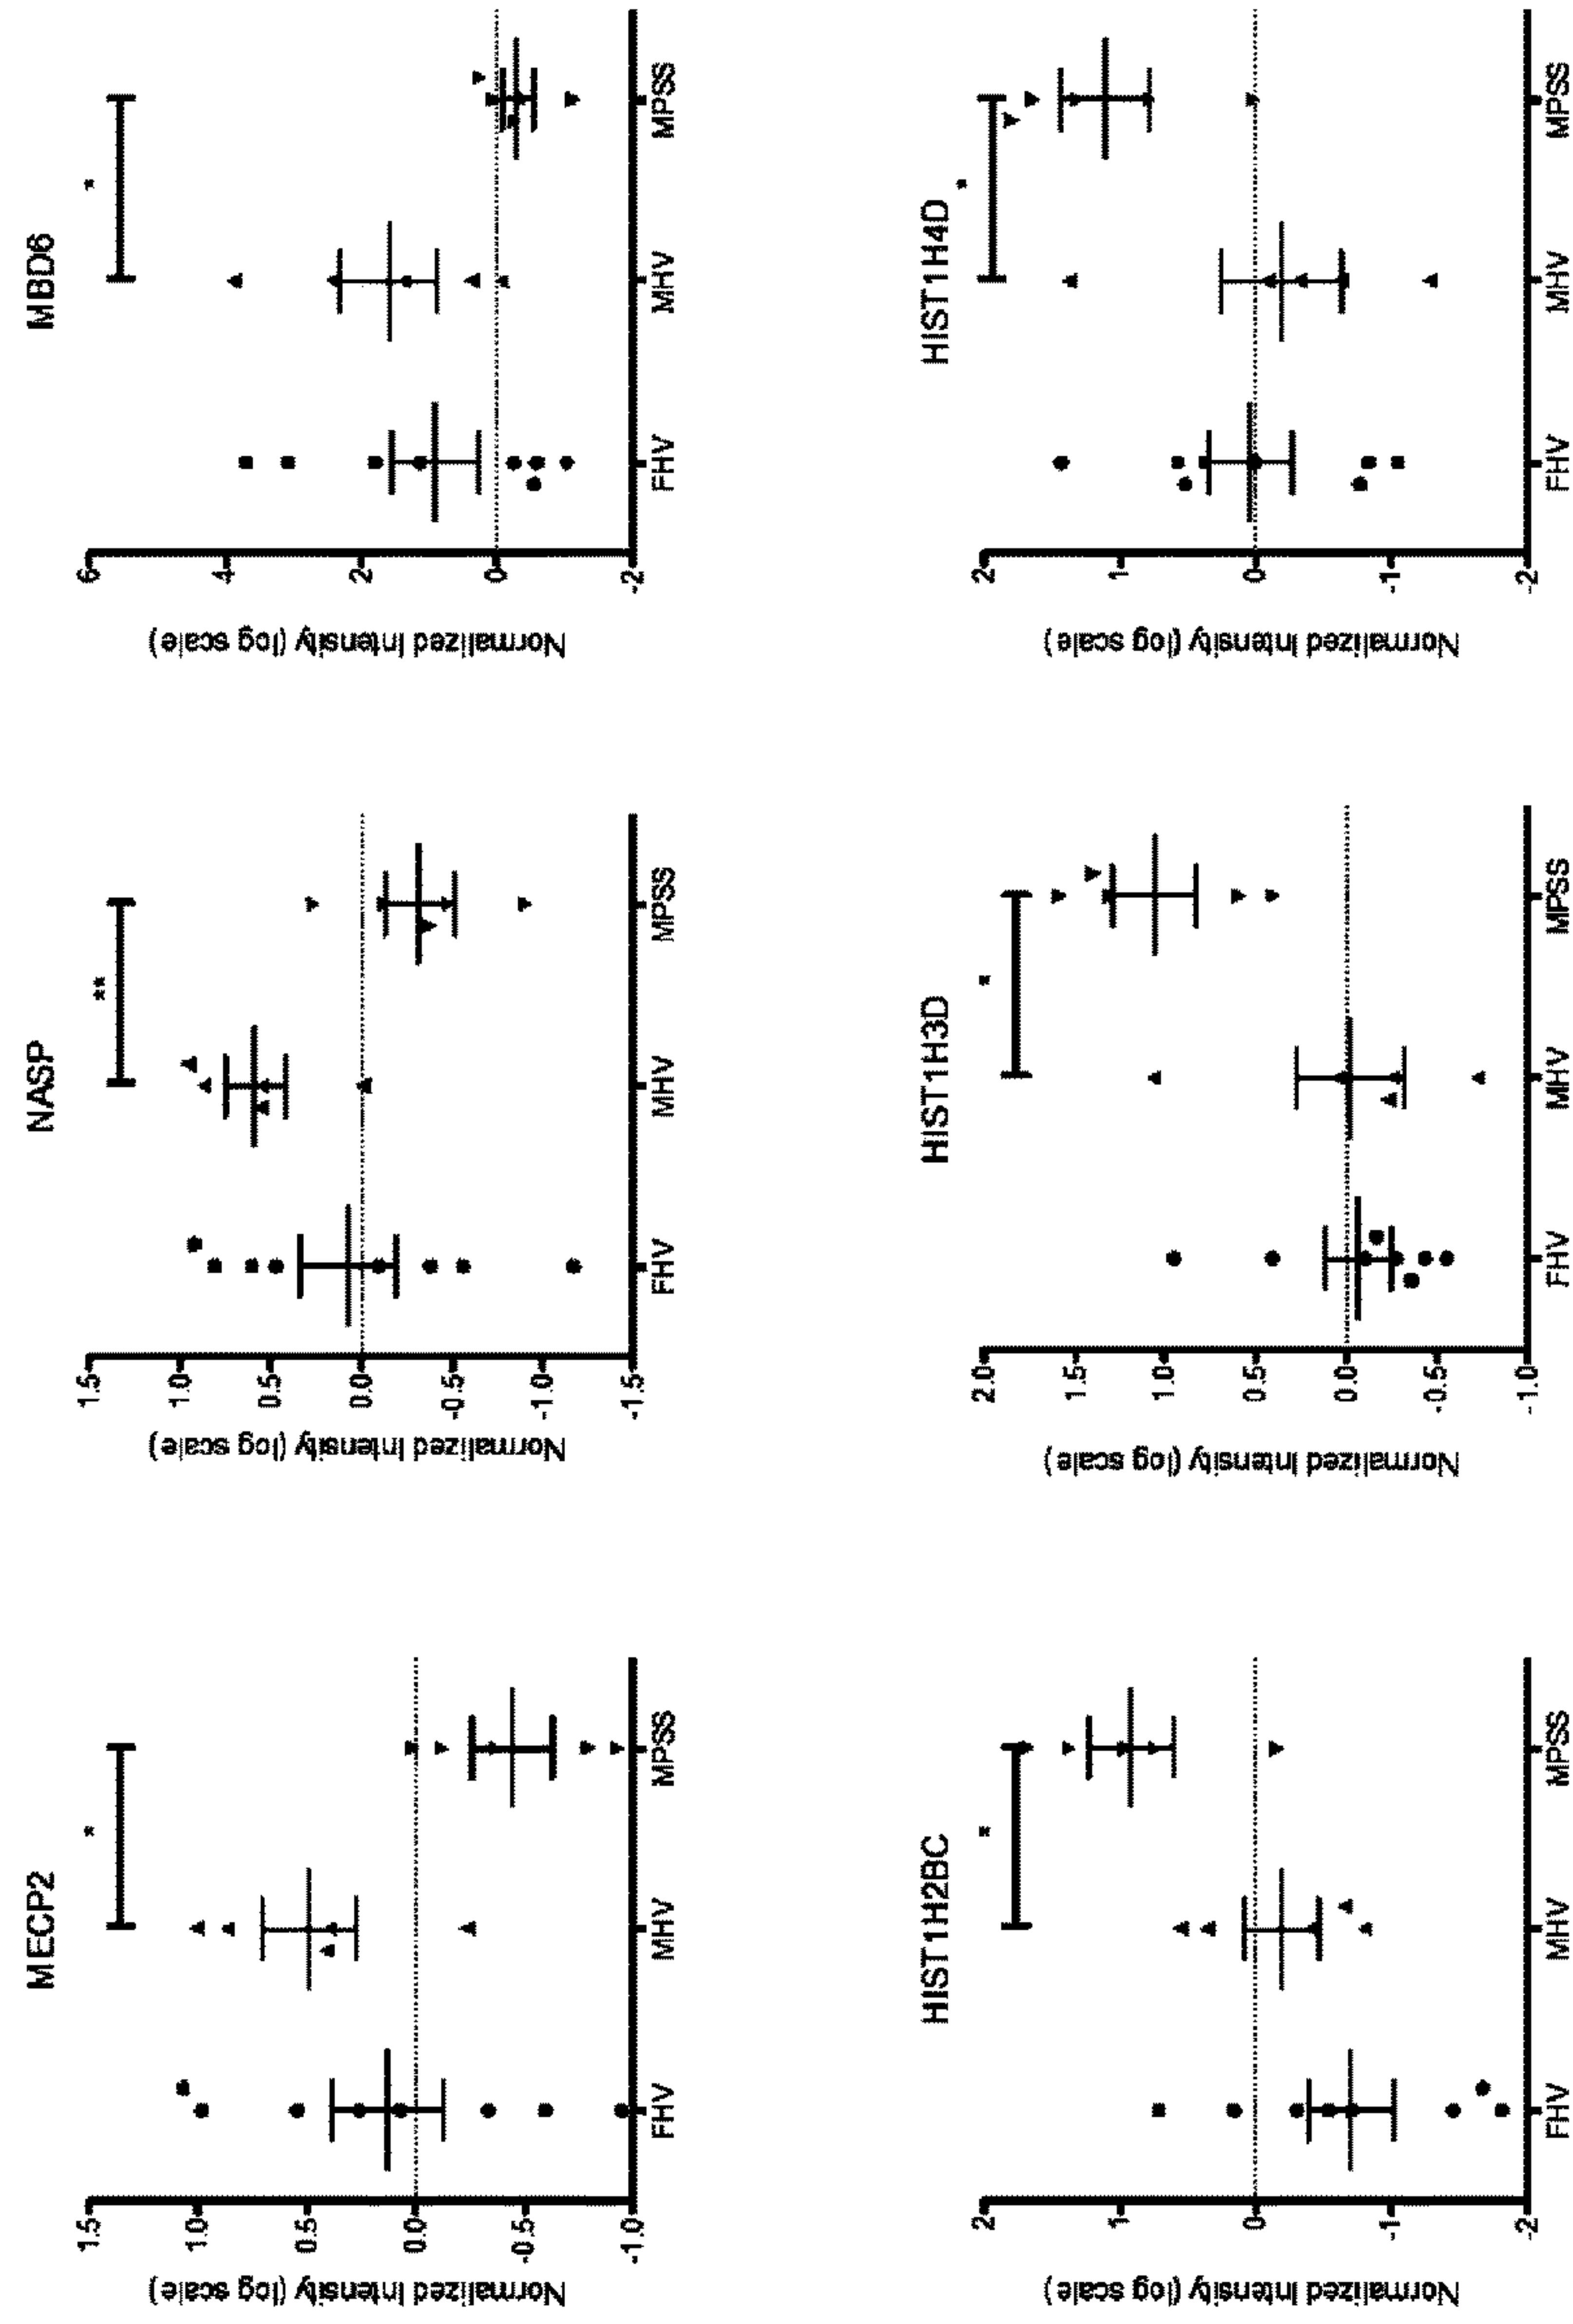 MECP2
*
Normalized Intensity (log scale)
1.5
1.0
0.5
0.0
-0.5
-1.0
FHV
MHV
MPSS
NASP
**
Normalized Intensity (log scale)
1.5
1.0
0.5
0.0
-0.5
-1.0
-1.5
FHV
MHV
MPSS
MBD6
*
Normalized Intensity (log scale)
6
4
2
0
-2
FHV
MHV
MPSS
HIST1H2BC
*
Normalized Intensity (log scale)
2
1
0
-1
-2
FHV
MHV
MPSS
HIST1H3D
*
Normalized Intensity (log scale)
2.0
1.5
1.0
0.5
0.0
-0.5
-1.0
FHV
MHV
MPSS
HIST1H4D
*
Normalized Intensity (log scale)
2
1
0
-1
-2
FHV
MHV
MPSS